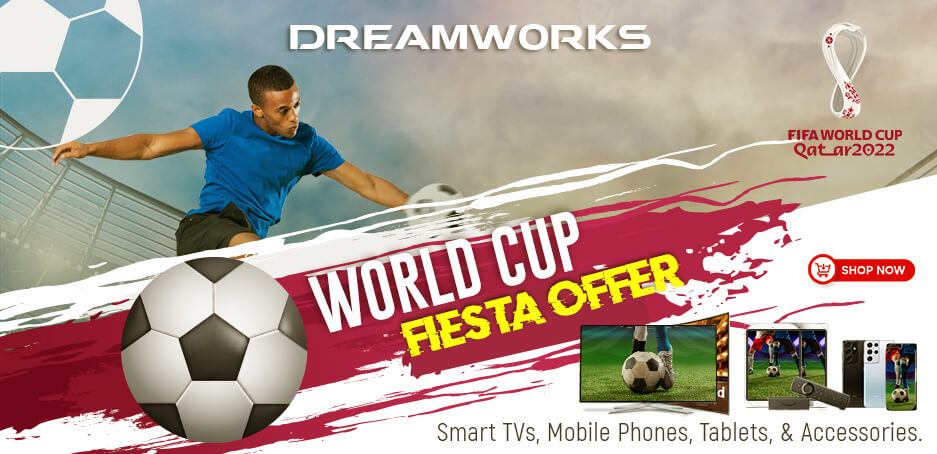 DREAMWORKS
FIFA WORLD CUP
Qatar2022
WORLD CUP
FIESTA OFFER
SHOP NOW
d
Smart TVs, Mobile Phones, Tablets, & Accessories.